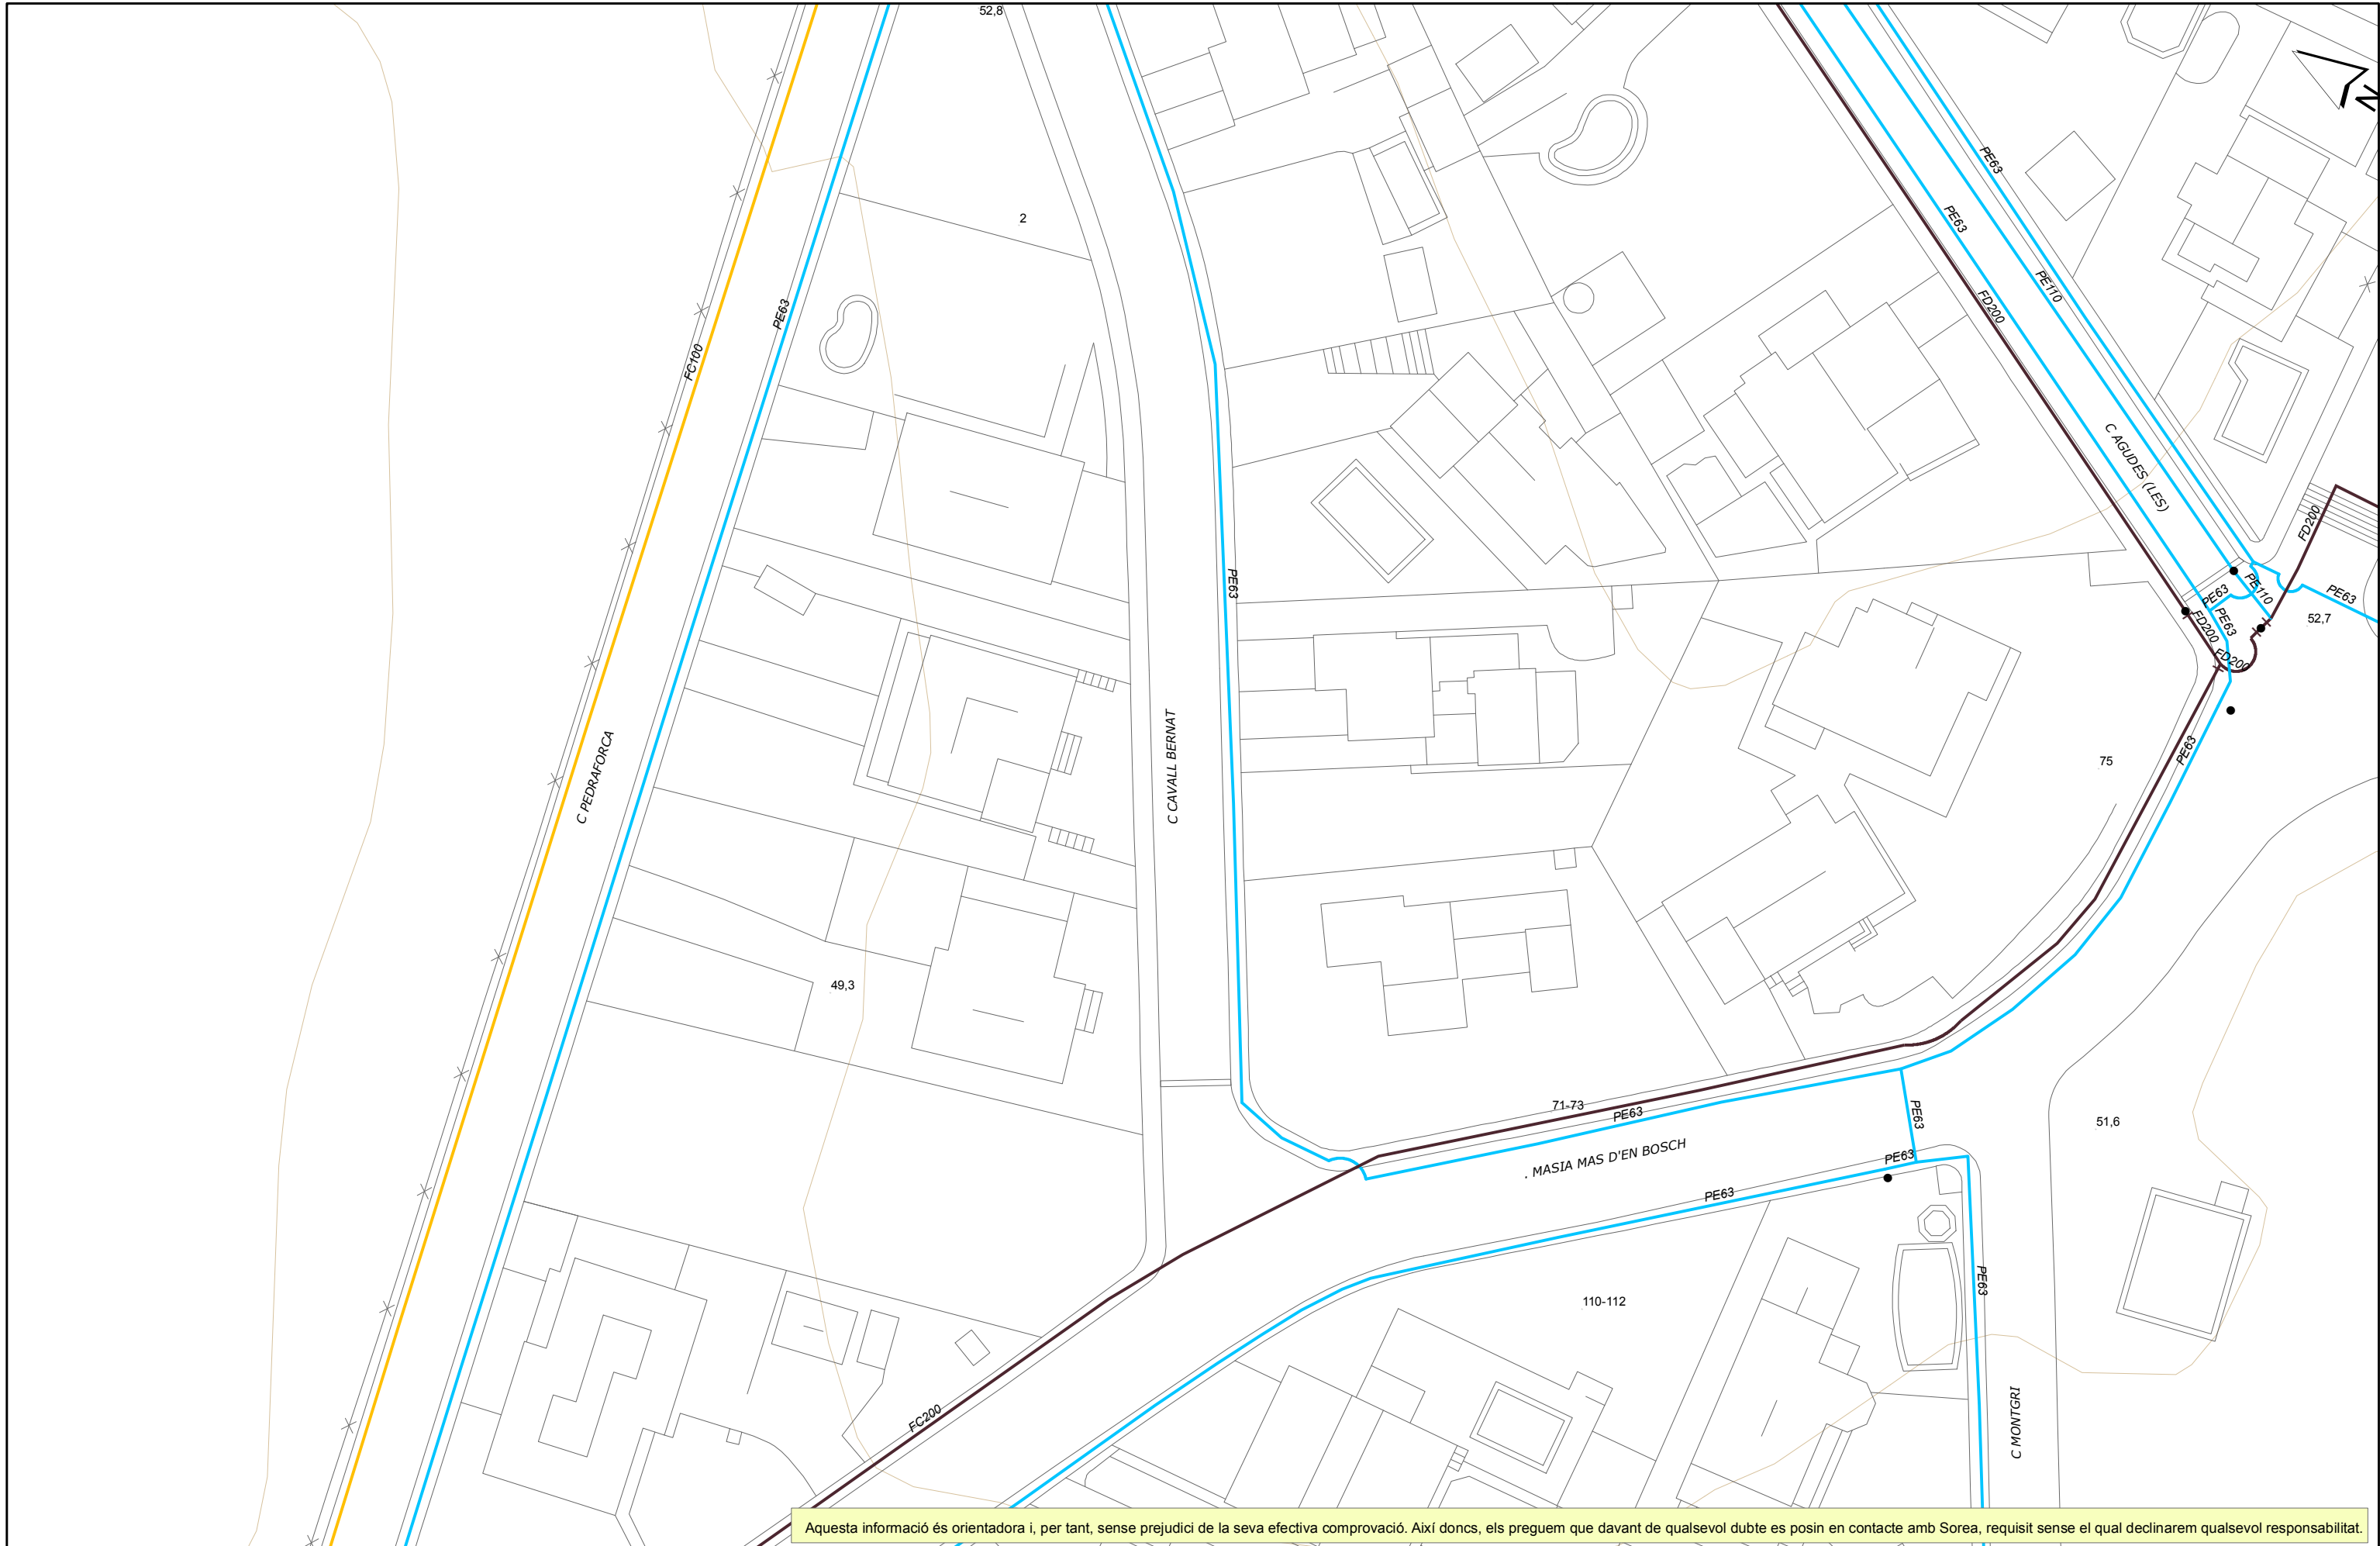 52,8
2
PE63
PE63
PE63
PE110
FD200
FC100
C AGUDES (LES)
FD200
PE63
PE63
PE110
PE63
PE63
FD200
FD200
52,7
C PEDRAFORCA
C CAVALL BERNAT
75
PE63
49,3
71-73
PE63
PE63
51,6
. MASIA MAS D'EN BOSCH
PE63
PE63
PE63
110-112
C MONTGRI
FC200
N
Aquesta informació és orientadora i, per tant, sense prejudici de la seva efectiva comprovació. Així doncs, els preguem que davant de qualsevol dubte es posin en contacte amb Sorea, requisit sense el qual declinarem qualsevol responsabilitat.